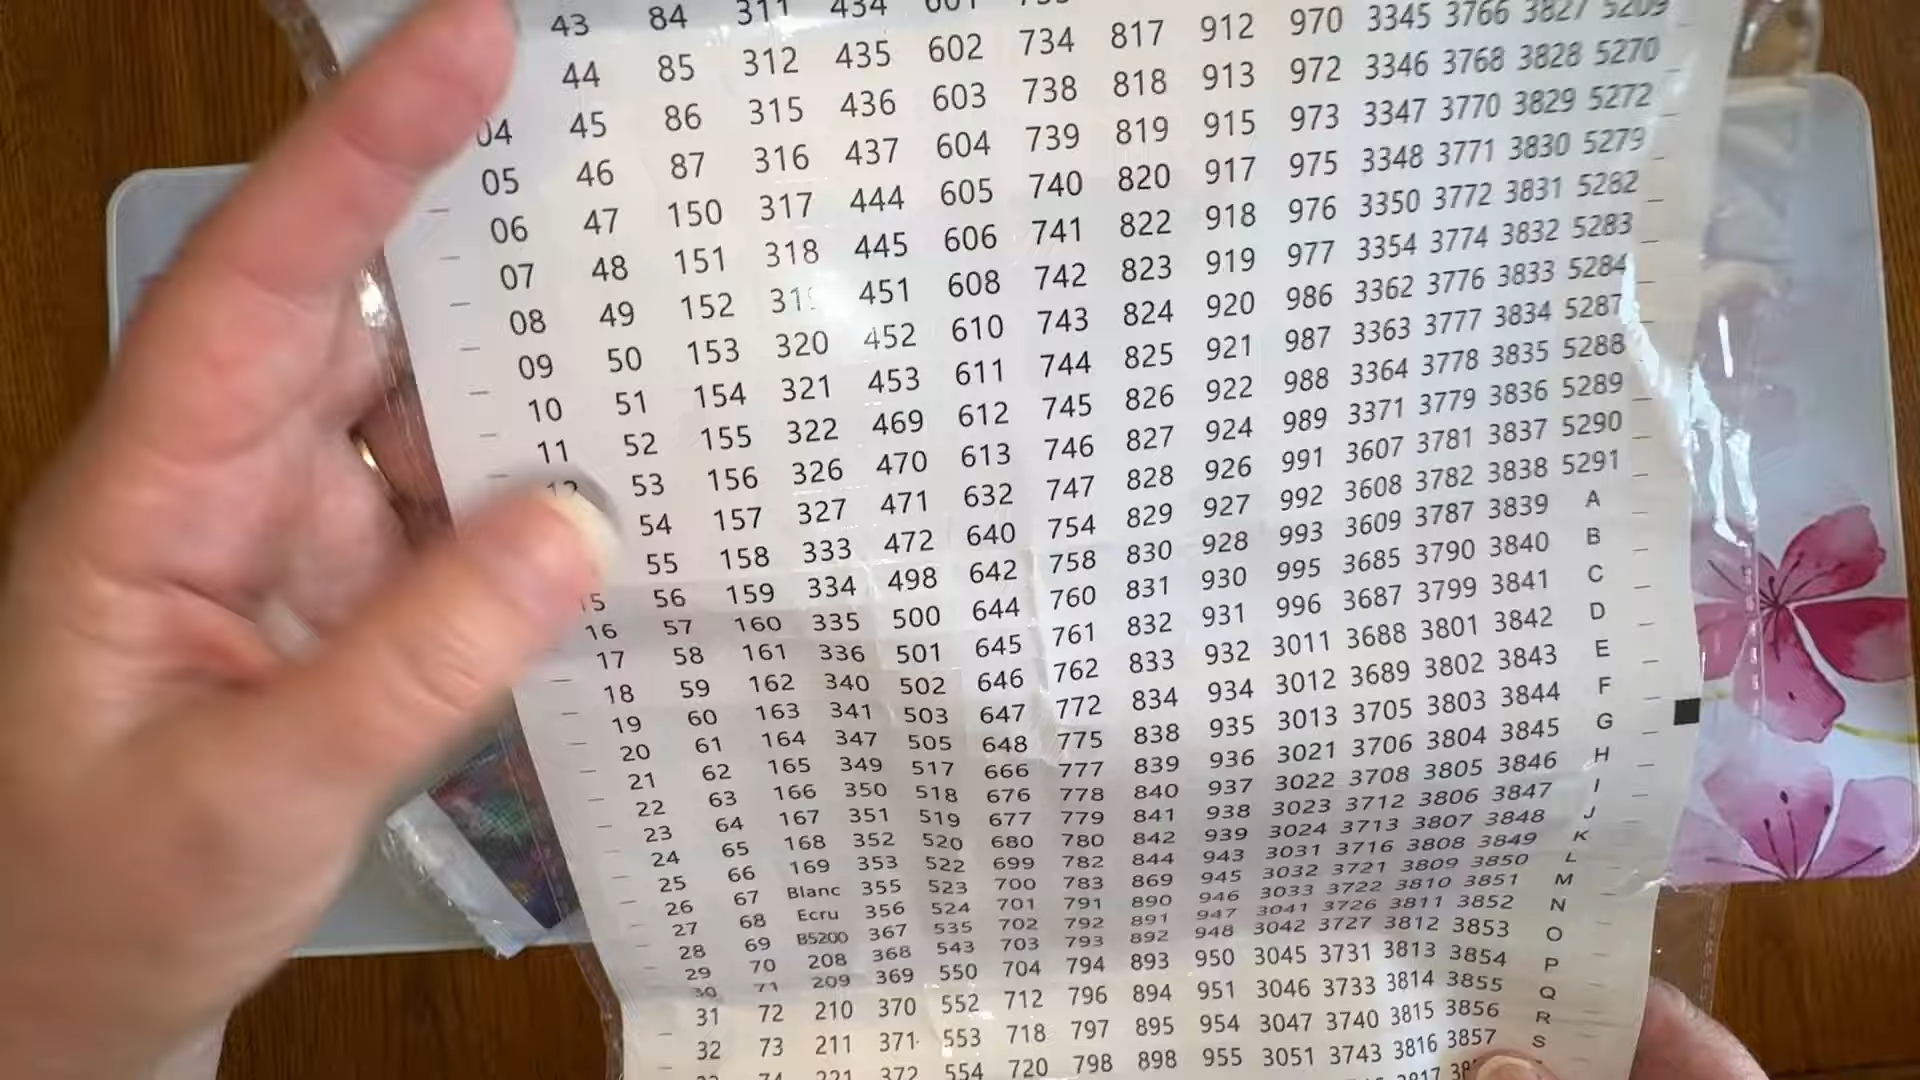 43 84 311 434
44 85 312 435 602 734 817 912 970 3345 3766 3827 5269
04 45 86 315 436 603 738 818 913 972 3346 3768 3828 5270
05 46 87 316 437 604 739 819 915 973 3347 3770 3829 5272
06 47 150 317 444 605 740 820 917 975 3348 3771 3830 5279
07 48 151 318 445 606 741 822 918 976 3350 3772 3831 5282
08 49 152 451 608 742 823 919 977 3354 3774 3832 5283
09 50 153 320 452 610 743 824 920 986 3362 3776 3833 5284
10 51 154 321 453 611 744 825 921 987 3363 3777 3834 5287
11 52 155 322 469 612 745 826 922 988 3364 3778 3835 5288
12 53 156 326 470 613 746 827 924 989 3371 3779 3836 5289
54 157 327 471 632 747 828 926 991 3607 3781 3837 5290
55 158 333 472 640 754 829 927 992 3608 3782 3838 5291
15 56 159 334 498 642 758 830 928 993 3609 3787 3839 A
16 57 160 335 500 644 760 831 930 995 3685 3790 3840 B
17 58 161 336 501 645 761 832 931 996 3687 3799 3841 C
18 59 162 340 502 646 762 833 932 3011 3688 3801 3842 D
19 60 163 341 503 647 772 834 934 3012 3689 3802 3843 E
20 61 164 347 505 648 775 838 935 3013 3705 3803 3844 F
21 62 165 349 517 666 777 839 936 3021 3706 3804 3845 G
22 63 166 350 518 676 778 840 937 3022 3708 3805 3846 H
23 64 167 351 519 677 779 841 938 3023 3712 3806 3847 I
24 65 168 352 520 680 780 842 939 3024 3713 3807 3848 J
25 66 169 353 522 699 782 844 943 3031 3716 3808 3849 K
26 67 Blanc 355 523 700 783 869 945 3032 3721 3809 3850 L
27 68 Ecru 356 524 701 791 890 946 3033 3722 3810 3851 M
28 69 B5200 367 535 702 792 891 947 3041 3726 3811 3852 N
29 70 208 368 543 703 793 892 948 3042 3727 3812 3853 O
30 71 209 369 550 704 794 893 950 3045 3731 3813 3854 P
31 72 210 370 552 712 796 894 951 3046 3733 3814 3855 Q
32 73 211 371 553 718 797 895 954 3047 3740 3815 3856 R
74 221 372 554 720 798 898 955 3051 3743 3816 3857 S